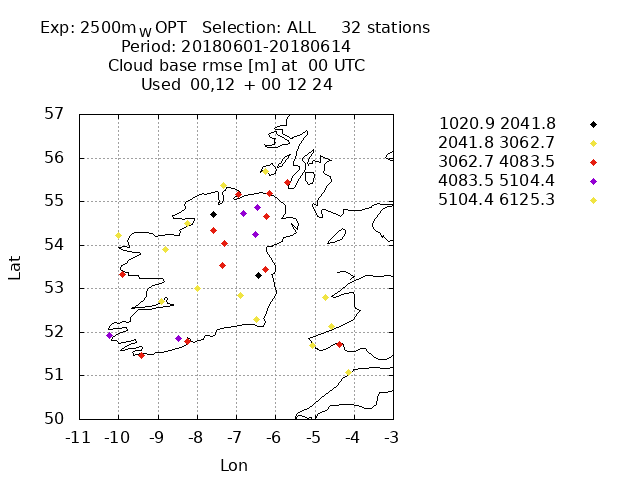 Exp: 2500mWOPT   Selection: ALL     32 stations
Period: 20180601-20180614
Cloud base rmse [m] at  00 UTC
Used  00,12  + 00 12 24
1020.9 2041.8
2041.8 3062.7
3062.7 4083.5
4083.5 5104.4
5104.4 6125.3
57
56
55
54
53
52
51
50
Lat
-11 -10 -9 -8 -7 -6 -5 -4 -3
Lon